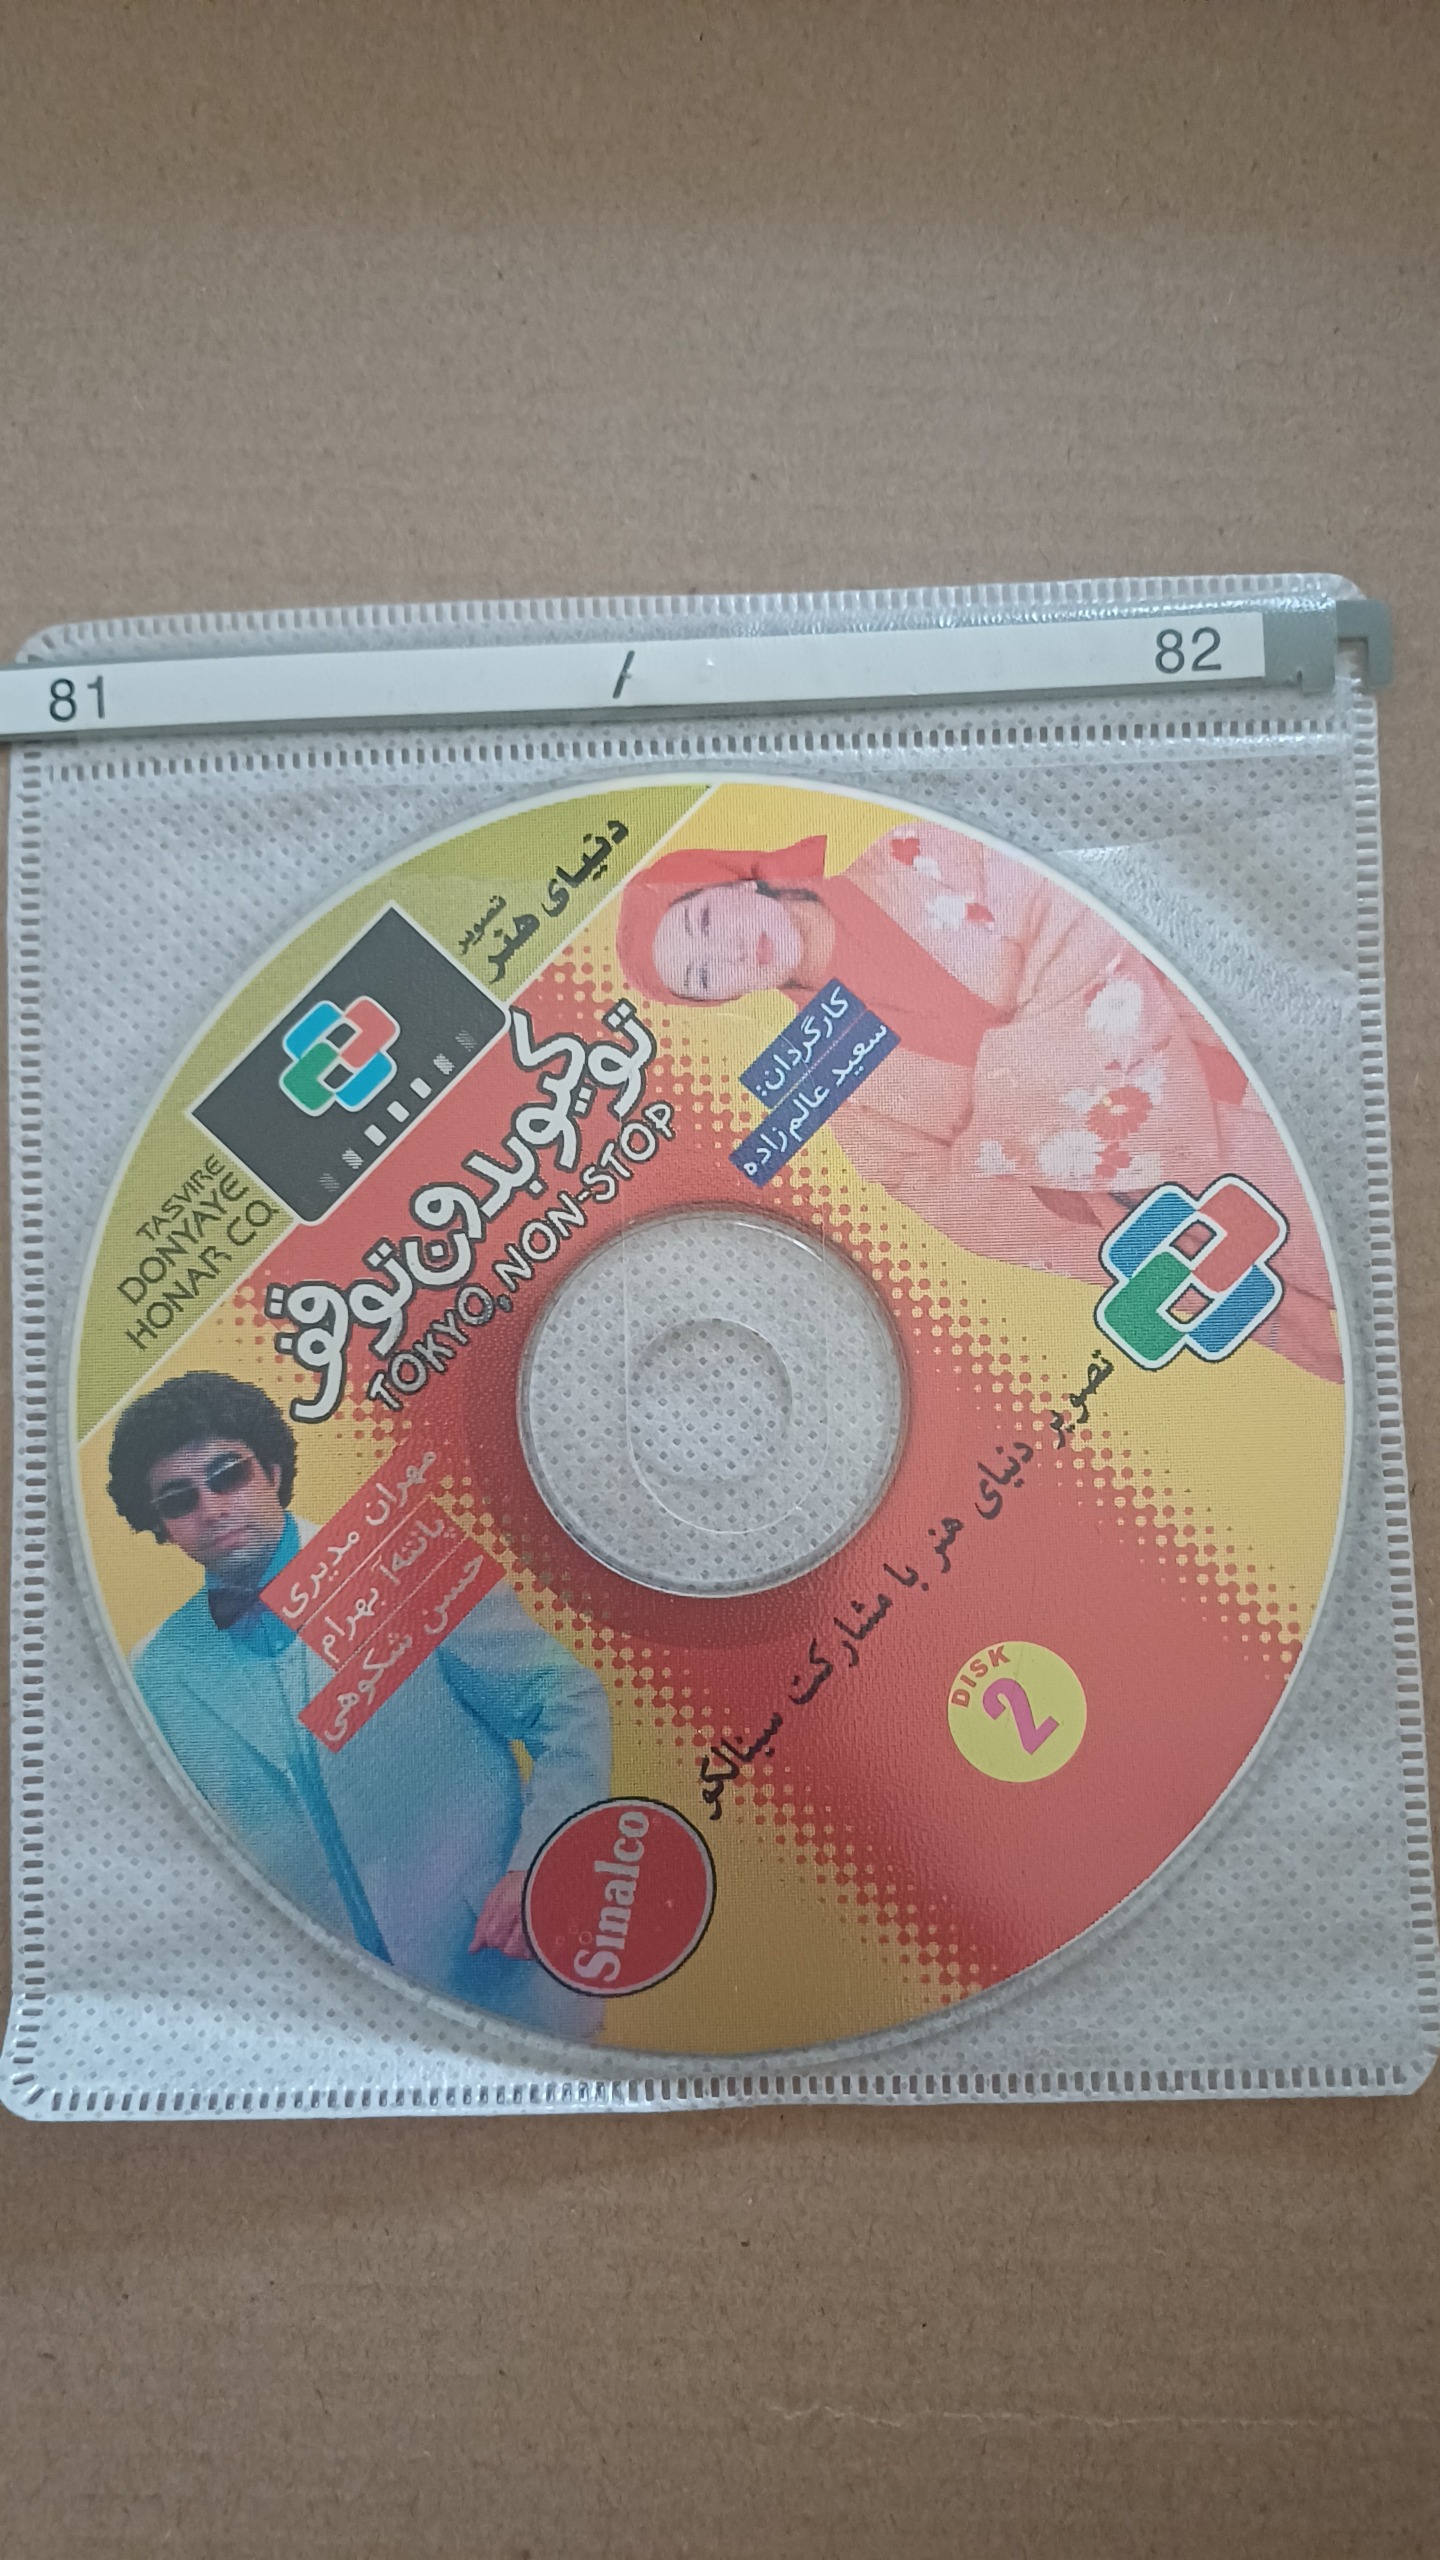 81 / 82
دنیای
تصویر
هنر
TASVIRE
DONYAYE
HONAR CO.
توکیو بدون توقف
TOKYO, NON-STOP
کارگردان:
سعید عالم‌زاده
مهران مدیری
پانته‌آ بهرام
حسن شکوهی
تصویر دنیای هنر با مشارکت سینالکو
DISK
2
Sinalco